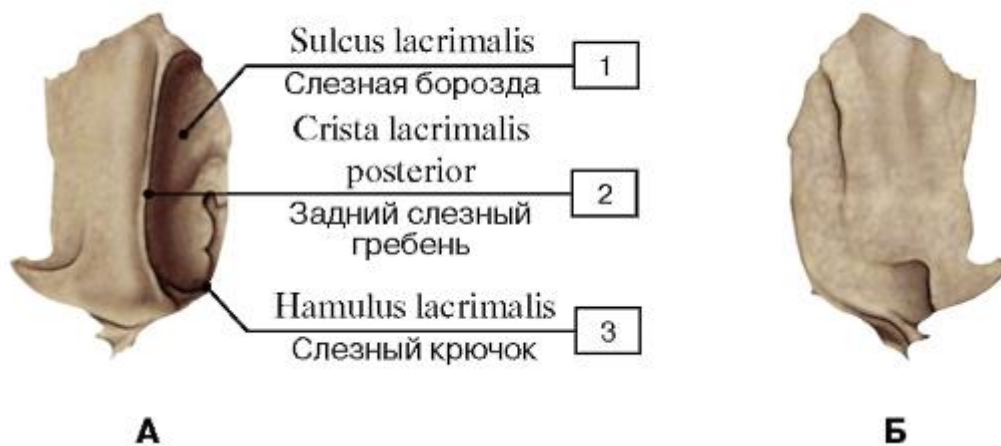 Sulcus lacrimalis
1
Слезная борозда
Crista lacrimalis
posterior
2
Задний слезный
гребень
Hamulus lacrimalis
3
Слезный крючок
А
Б